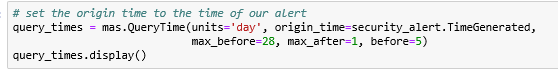 # set the origin time to the time of our alert
query_times = mas.QueryTime(units='day', origin_time=security_alert.TimeGenerated,
max_before=28, max_after=1, before=5)
query_times.display()